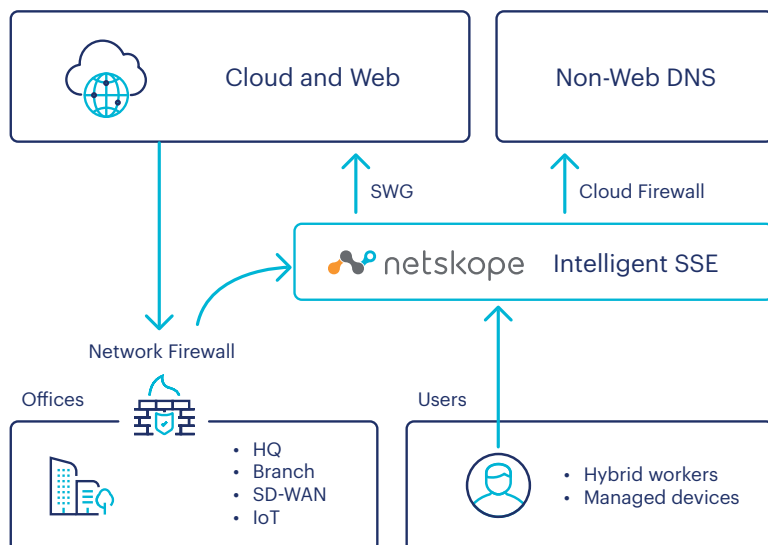 Cloud and Web
Non-Web DNS
SWG
Cloud Firewall
netskope Intelligent SSE
Network Firewall
Offices
Users
• HQ
• Branch
• SD-WAN
• IoT
• Hybrid workers
• Managed devices